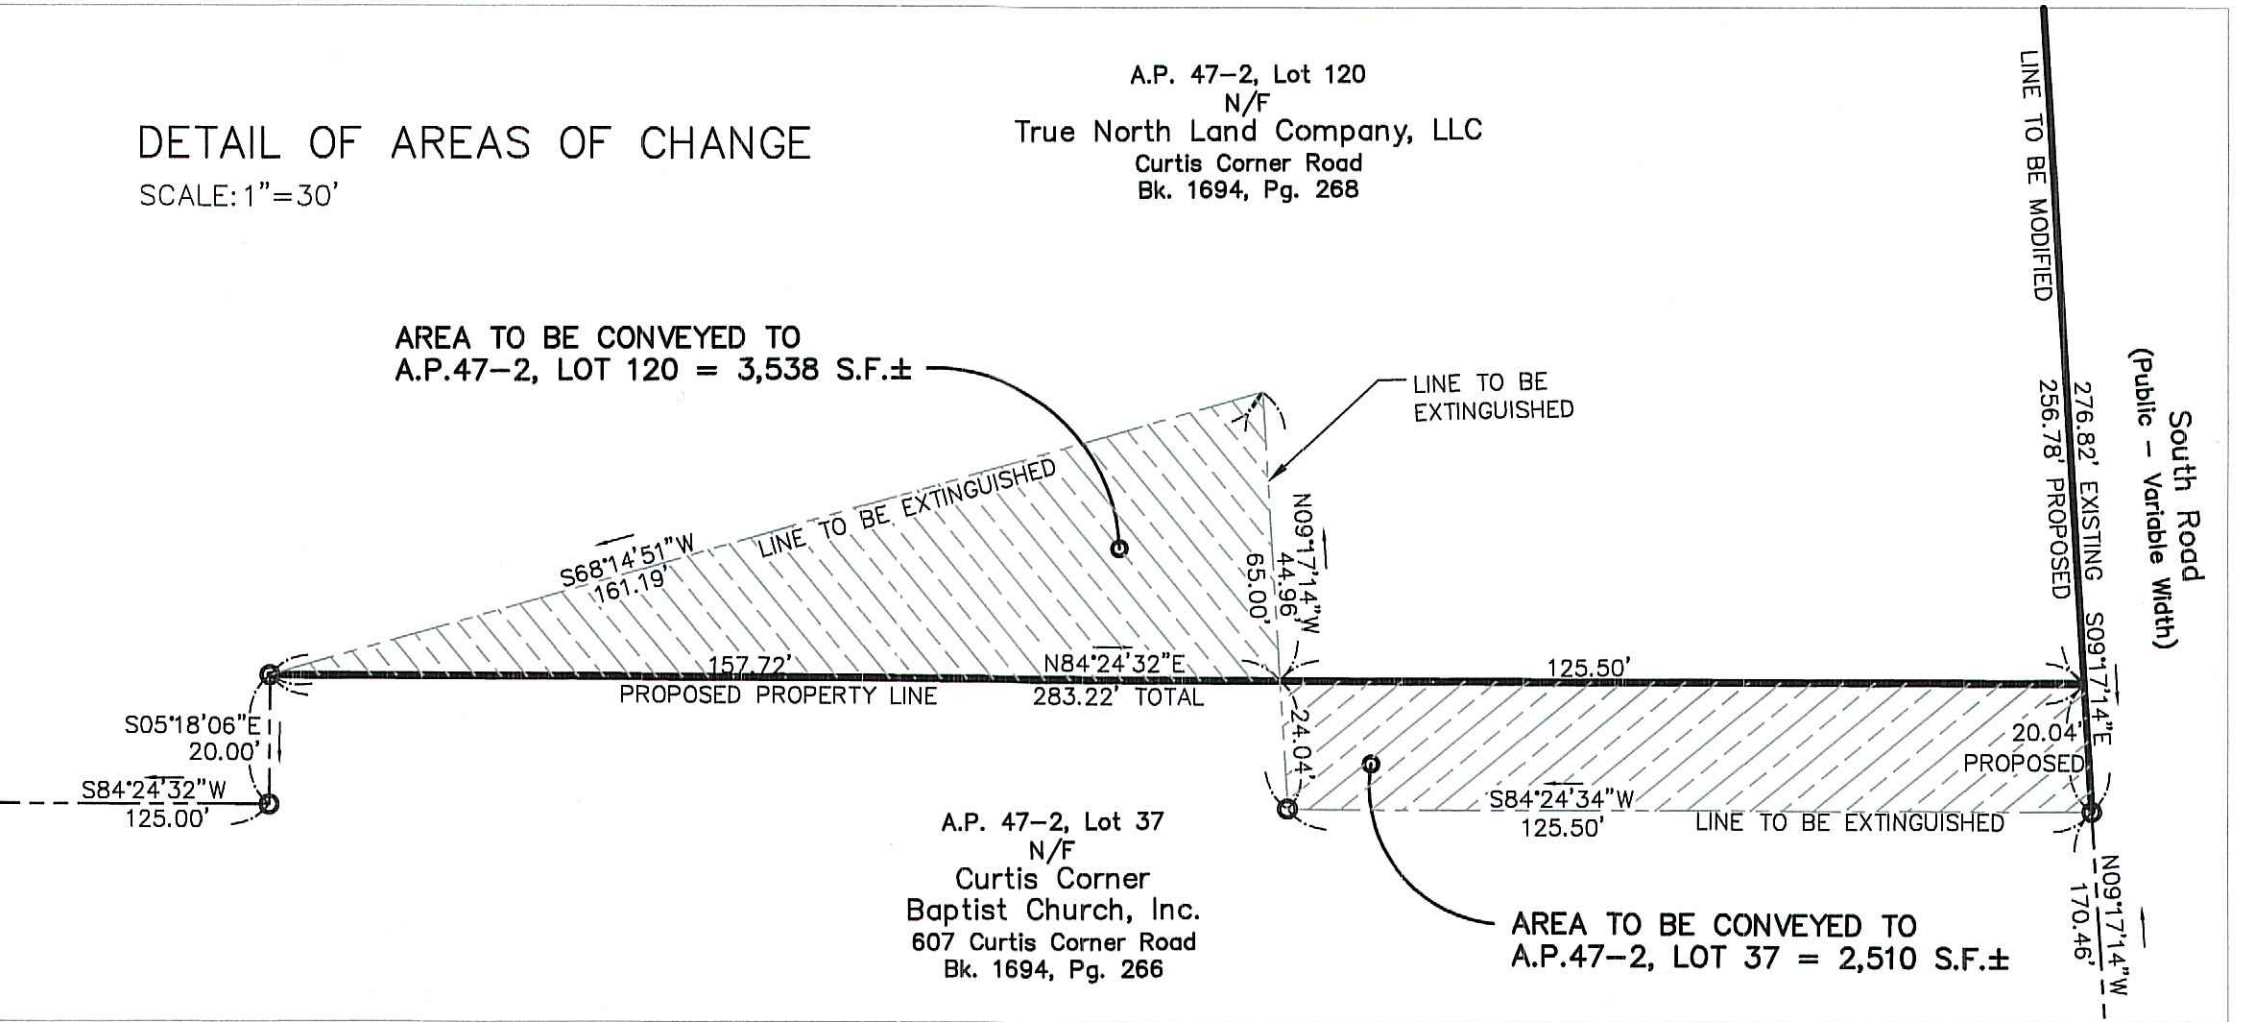 DETAIL OF AREAS OF CHANGE
SCALE: 1"=30'
A.P. 47-2, Lot 120
N/F
True North Land Company, LLC
Curtis Corner Road
Bk. 1694, Pg. 268
LINE TO BE MODIFIED
276.82' EXISTING
256.78' PROPOSED
S09°17'14"E
South Road
(Public - Variable Width)
AREA TO BE CONVEYED TO
A.P.47-2, LOT 120 = 3,538 S.F.±
LINE TO BE
EXTINGUISHED
LINE TO BE EXTINGUISHED
S68°14'51"W
161.19'
N09°17'14"W
44.96'
65.00'
157.72'
N84°24'32"E
125.50'
PROPOSED PROPERTY LINE
283.22' TOTAL
S05°18'06"E
20.00'
S84°24'32"W
125.00'
24.04'
20.04'
PROPOSED
S84°24'34"W
125.50'
LINE TO BE EXTINGUISHED
A.P. 47-2, Lot 37
N/F
Curtis Corner
Baptist Church, Inc.
607 Curtis Corner Road
Bk. 1694, Pg. 266
AREA TO BE CONVEYED TO
A.P.47-2, LOT 37 = 2,510 S.F.±
N09°17'14"W
170.46'